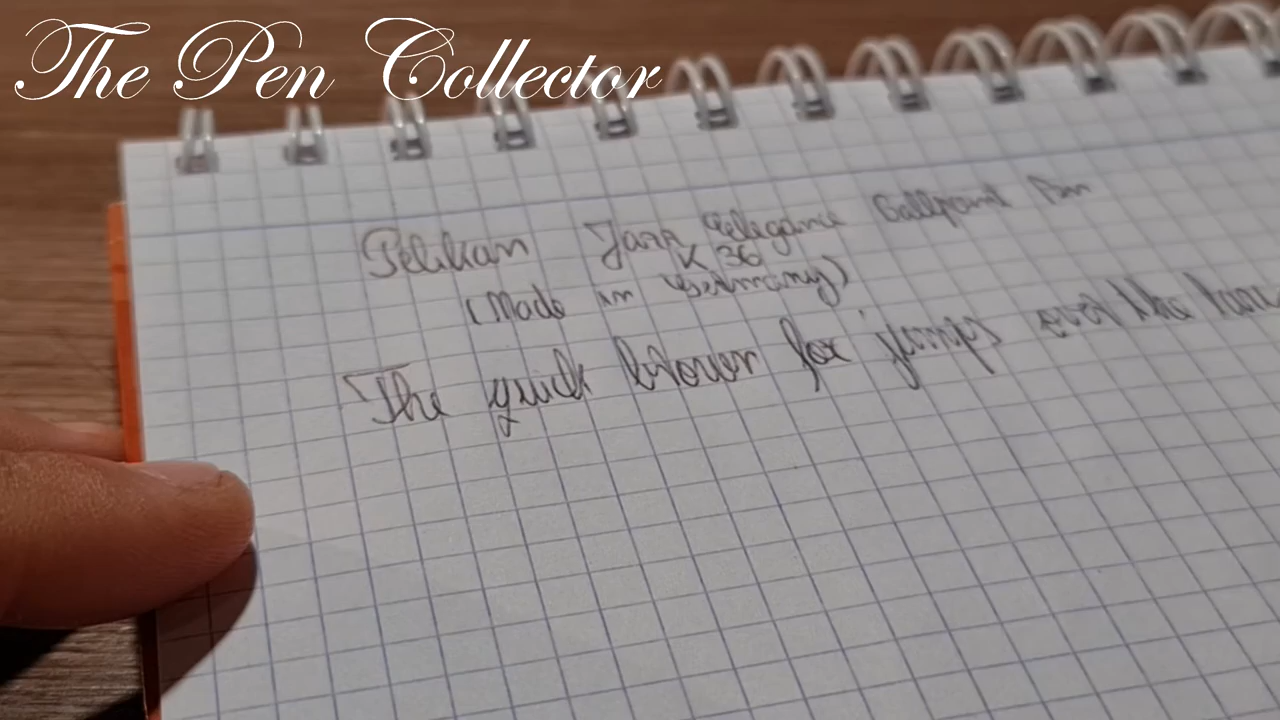 The Pen Collector
Pelikan Jazz Elegance Ballpoint Pen
K 36
(Made in Germany)
The quick brown fox jumps over the